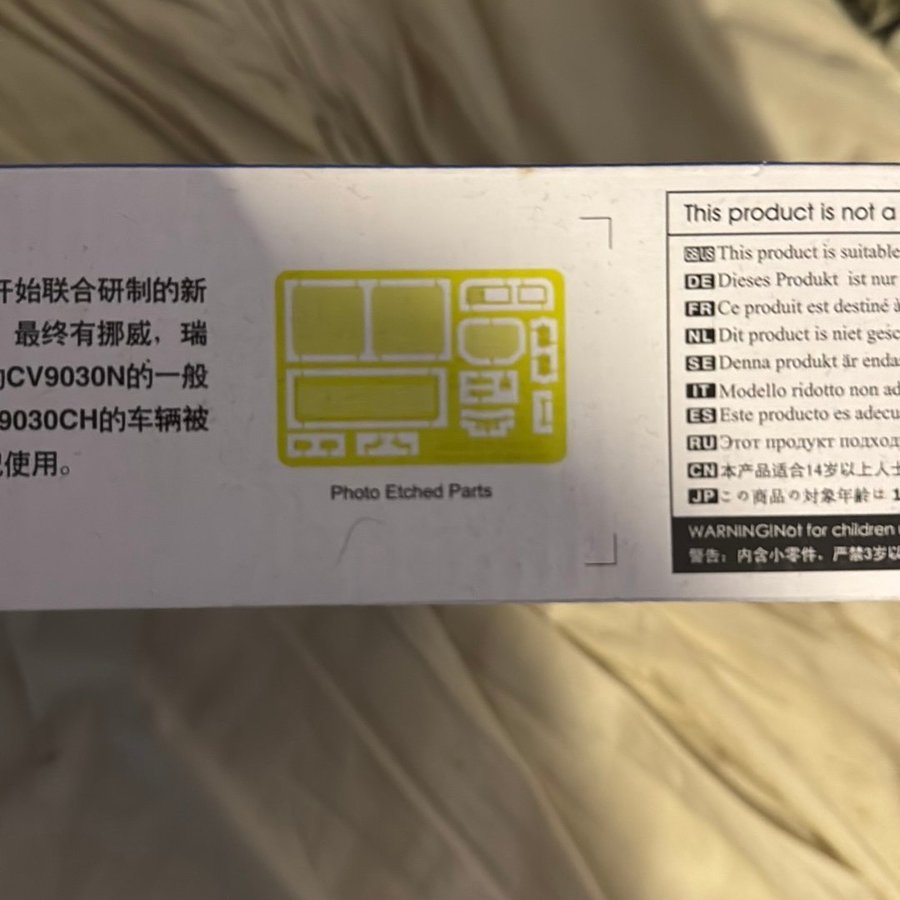 开始联合研制的新
最终有挪威，瑞
CV9030N的一般
9030CH的车辆被
使用。
Photo Etched Parts
This product is not a
This product is suitable
DE Dieses Produkt ist nur
FR Ce produit est destiné à
NL Dit product is niet gesc
SE Denna produkt är enda
IT Modello ridotto non ad
ES Este producto es adecu
RU Этот продукт подход
CN 本产品适合14岁以上人士
JP この商品の対象年齢は 1
WARNING!Not for children
警告：内含小零件、严禁3岁以